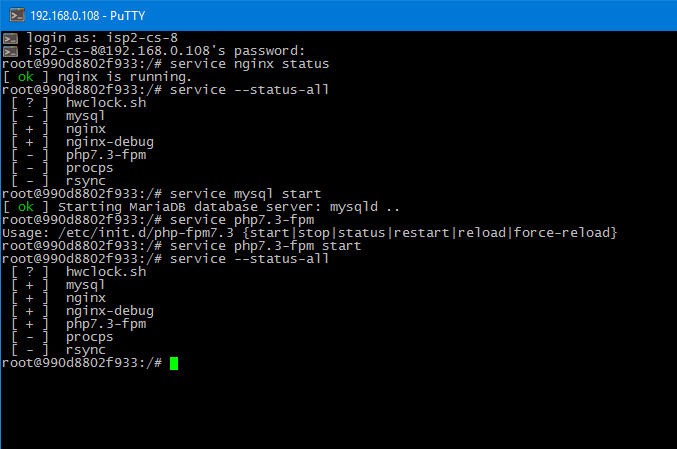 192.168.0.108 - PuTTY
login as: isp2-cs-8
isp2-cs-8@192.168.0.108's password:
root@990d8802f933:/# service nginx status
[ ok ] nginx is running.
root@990d8802f933:/# service --status-all
[ ? ]  hwclock.sh
[ - ]  mysql
[ + ]  nginx
[ + ]  nginx-debug
[ - ]  php7.3-fpm
[ - ]  procps
[ - ]  rsync
root@990d8802f933:/# service mysql start
[ ok ] Starting MariaDB database server: mysqld ..
root@990d8802f933:/# service php7.3-fpm
Usage: /etc/init.d/php-fpm7.3 {start|stop|status|restart|reload|force-reload}
root@990d8802f933:/# service php7.3-fpm start
root@990d8802f933:/# service --status-all
[ ? ]  hwclock.sh
[ + ]  mysql
[ + ]  nginx
[ + ]  nginx-debug
[ + ]  php7.3-fpm
[ - ]  procps
[ - ]  rsync
root@990d8802f933:/#